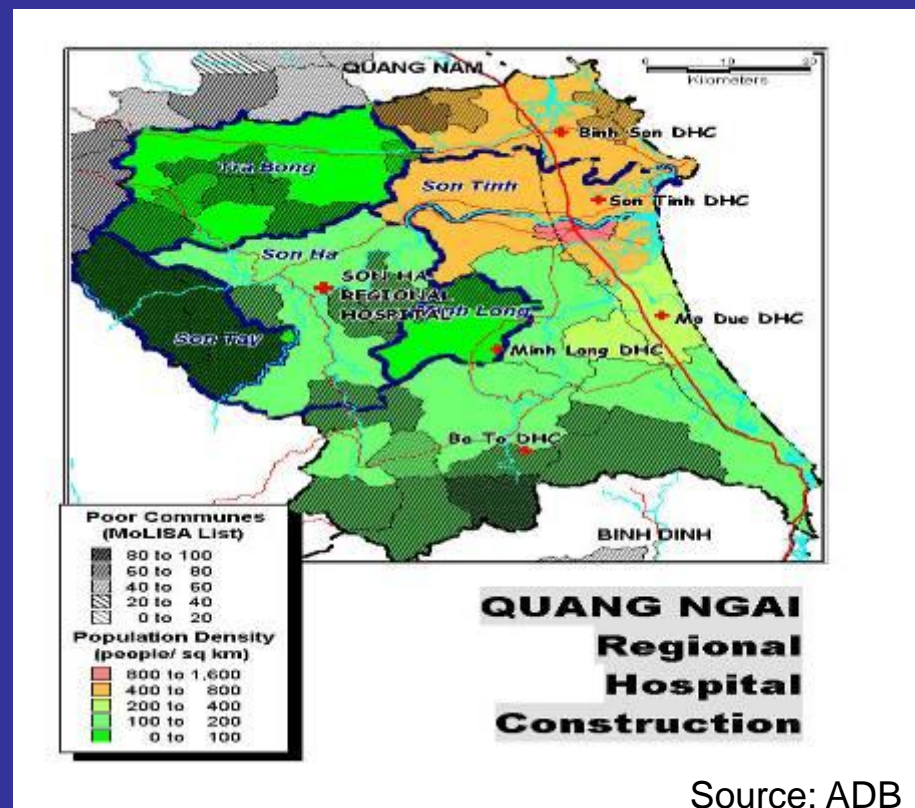 QUANG NAM
10 20
Kilometers
Binh Son DHC
Tra Bong
Son Tinh
Son Tinh DHC
Son Ha
SON HA
REGIONAL
HOSPITAL
Long
Son Tay
Mo Duc DHC
Minh Long DHC
Ba To DHC
BINH DINH
Poor Communes
(MoLISA List)
80 to 100
60 to 80
40 to 60
20 to 40
0 to 20
Population Density
(people/ sq km)
800 to 1,600
400 to 800
200 to 400
100 to 200
0 to 100
QUANG NGAI
Regional
Hospital
Construction
Source: ADB